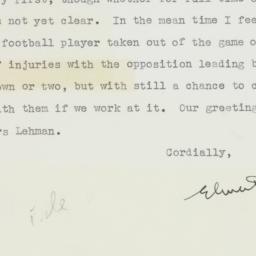 y first, though whether for full time o
s not yet clear. In the mean time I fee
football player taken out of the game o
injuries with the opposition leading b
own or two, but with still a chance to c
ith them if we work at it. Our greeting
rs Lehman.
Cordially,